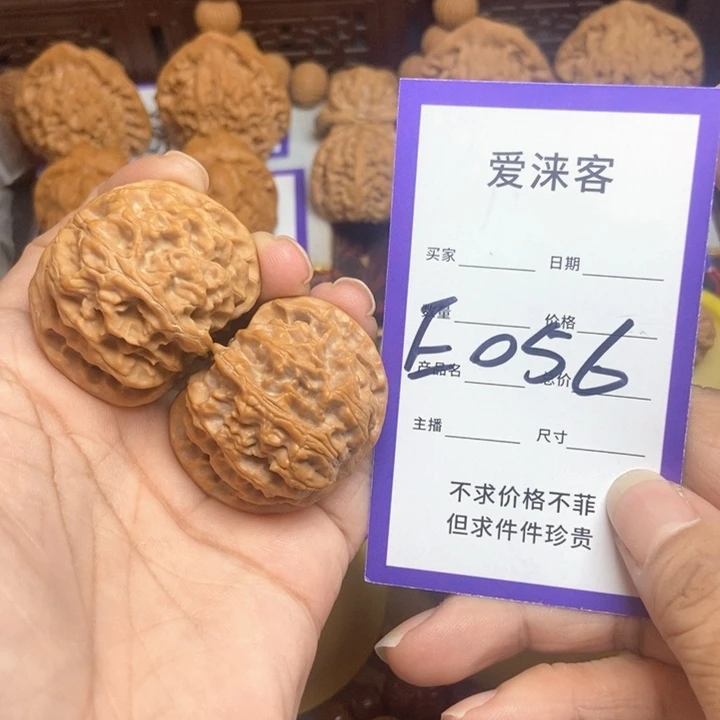 爱涞客
买家 日期
数量 价格
E056
产品名 总价
主播 尺寸
不求价格不菲
但求件件珍贵